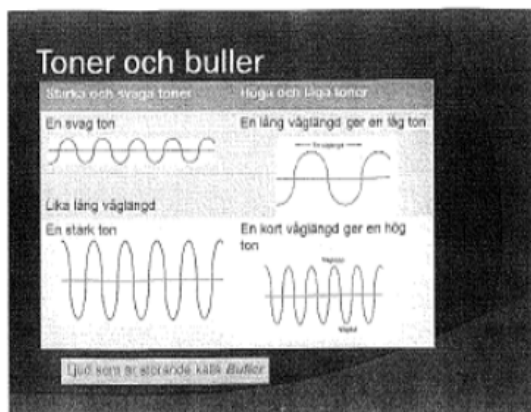 Toner och buller
Starka och svaga toner
Höga och låga toner
En svag ton
Lika lång våglängd
En stark ton
En lång våglängd ger en låg ton
En kort våglängd ger en hög
ton
Ljud som är störande kallas Buller